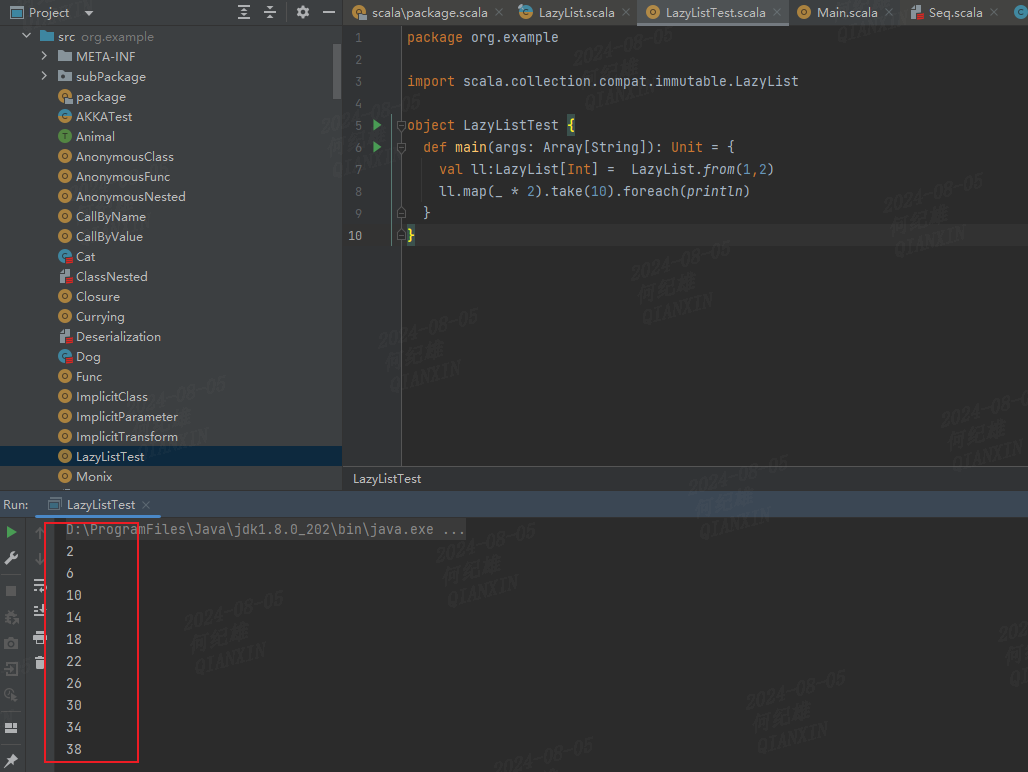 Project
scala\package.scala
LazyList.scala
LazyListTest.scala
Main.scala
Seq.scala
src org.example
META-INF
subPackage
package
AKKATest
Animal
AnonymousClass
AnonymousFunc
AnonymousNested
CallByName
CallByValue
Cat
ClassNested
Closure
Currying
Deserialization
Dog
Func
ImplicitClass
ImplicitParameter
ImplicitTransform
LazyListTest
Monix
1 package org.example
2
3 import scala.collection.compat.immutable.LazyList
4
5 object LazyListTest {
6 def main(args: Array[String]): Unit = {
7 val ll:LazyList[Int] =  LazyList.from(1,2)
8 ll.map(_ * 2).take(10).foreach(println)
9 }
10 }
LazyListTest
Run: LazyListTest
D:\ProgramFiles\Java\jdk1.8.0_202\bin\java.exe ...
2
6
10
14
18
22
26
30
34
38
2024-08-05
何纪雄
QIANXIN